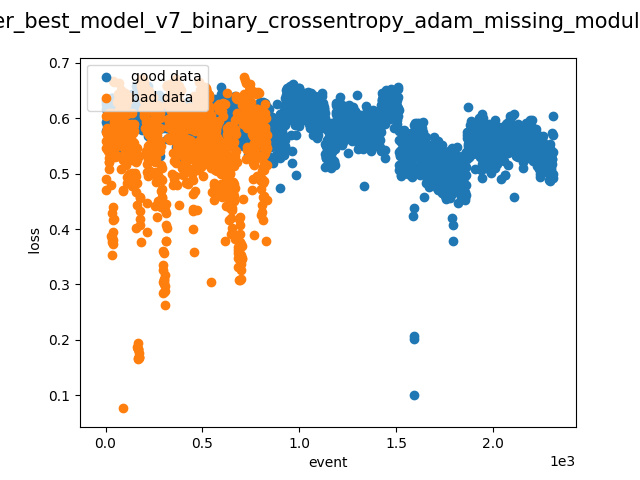 er_best_model_v7_binary_crossentropy_adam_missing_modul
good data
bad data
0.7
0.6
0.5
0.4
0.3
0.2
0.1
loss
0.0
0.5
1.0
1.5
2.0
1e3
event